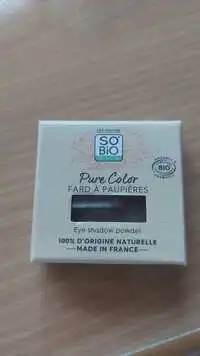 SO'
BiO
étic
BIO
Pure Color
FARD À PAUPIÈRES
Eye shadow powder
100% D'ORIGINE NATURELLE
MADE IN FRANCE